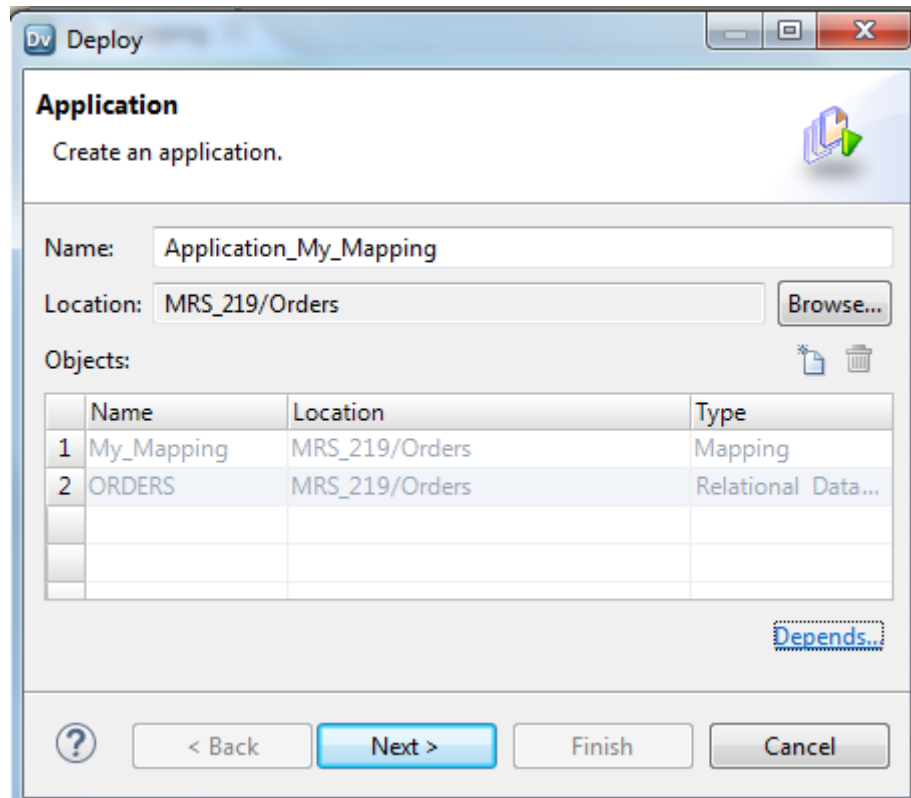 Dv Deploy
Application
Create an application.
Name: Application_My_Mapping
Location: MRS_219/Orders Browse...
Objects:
Name Location Type
1 My_Mapping MRS_219/Orders Mapping
2 ORDERS MRS_219/Orders Relational Data...
Depends...
? < Back Next > Finish Cancel